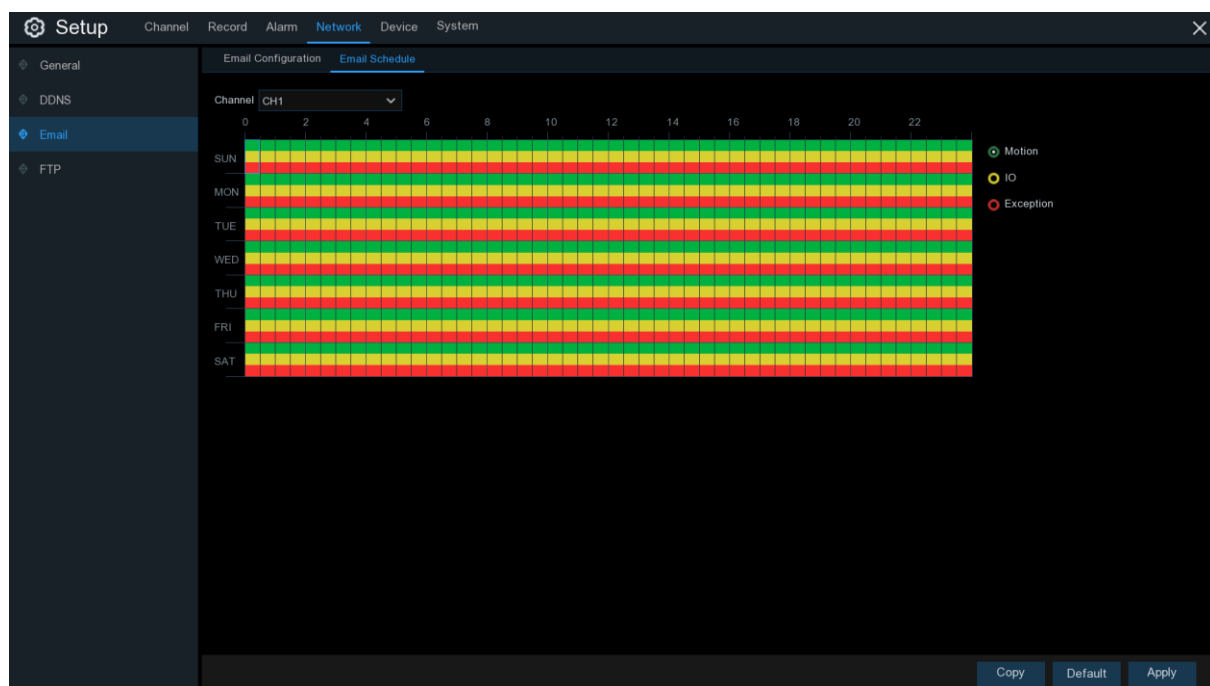 Setup Channel Record Alarm Network Device System
General
DDNS
Email
FTP
Email Configuration Email Schedule
Channel CH1
0 2 4 6 8 10 12 14 16 18 20 22
SUN
MON
TUE
WED
THU
FRI
SAT
Motion
IO
Exception
Copy Default Apply